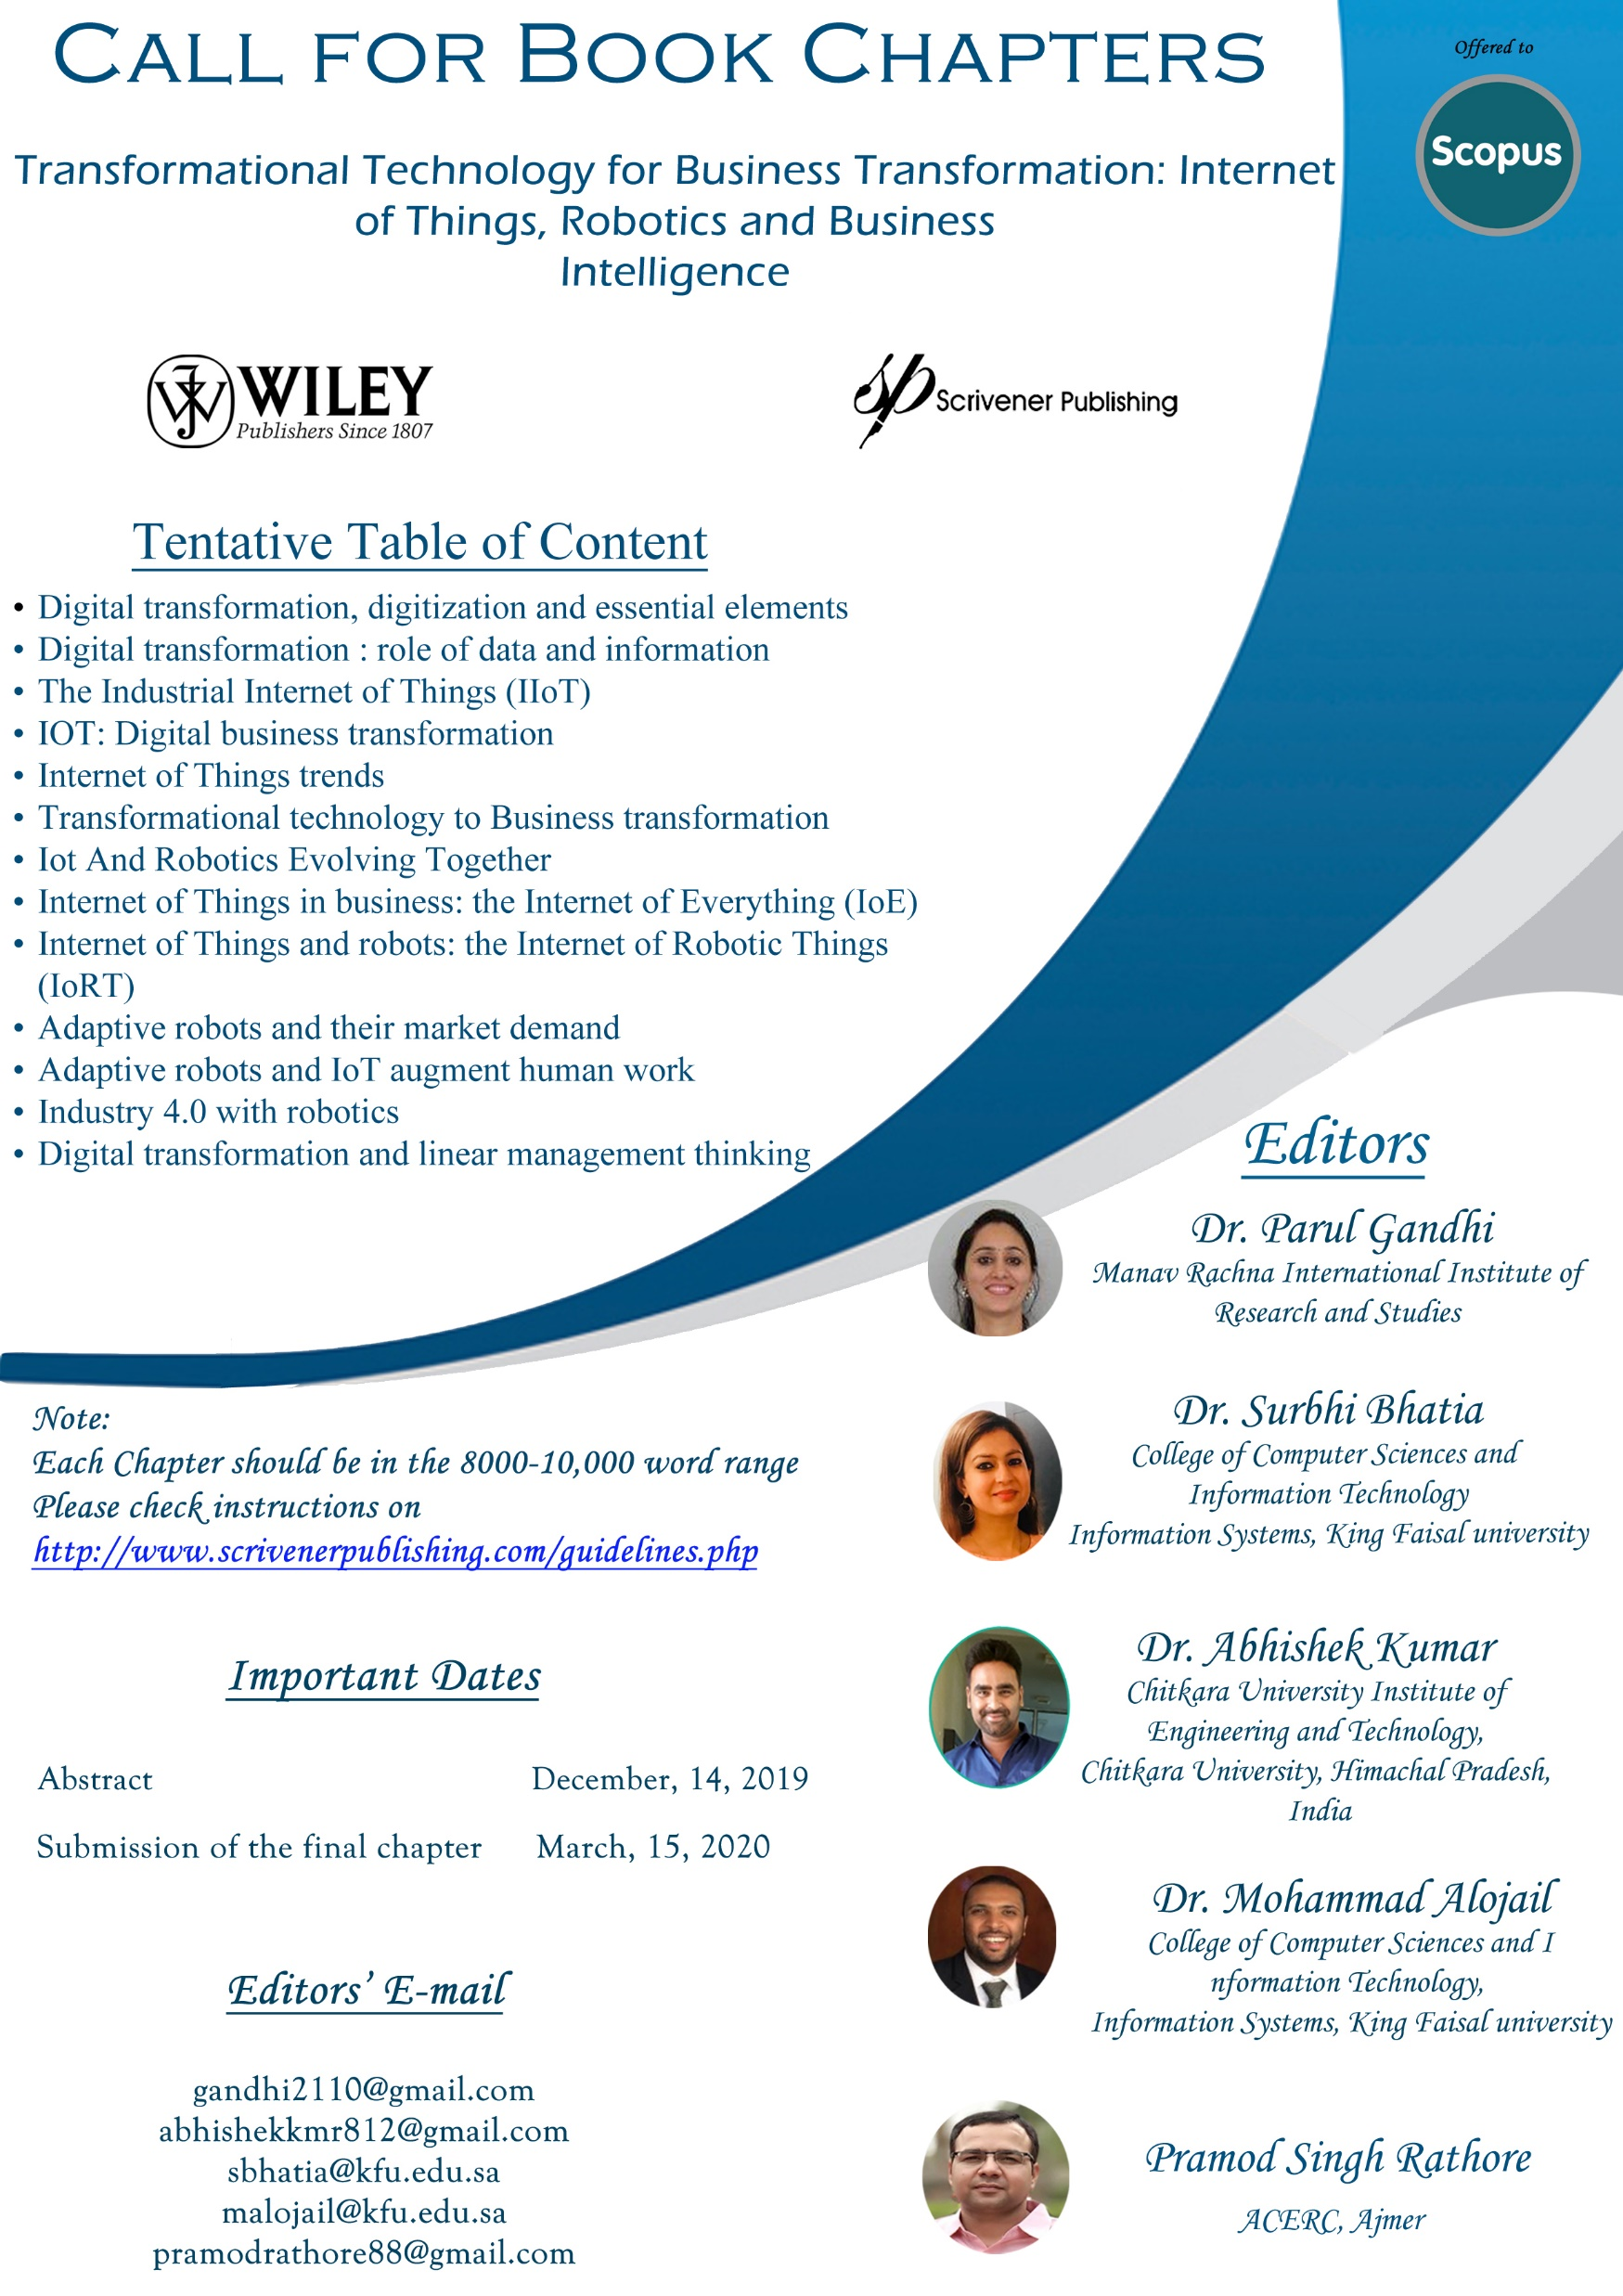 CALL FOR BOOK CHAPTERS
Offered to
Scopus
Transformational Technology for Business Transformation: Internet
of Things, Robotics and Business
Intelligence
WILEY
Publishers Since 1807
sp Scrivener Publishing
Tentative Table of Content
• Digital transformation, digitization and essential elements
• Digital transformation : role of data and information
• The Industrial Internet of Things (IIoT)
• IOT: Digital business transformation
• Internet of Things trends
• Transformational technology to Business transformation
• Iot And Robotics Evolving Together
• Internet of Things in business: the Internet of Everything (IoE)
• Internet of Things and robots: the Internet of Robotic Things
(IoRT)
• Adaptive robots and their market demand
• Adaptive robots and IoT augment human work
• Industry 4.0 with robotics
• Digital transformation and linear management thinking
Note:
Each Chapter should be in the 8000-10,000 word range
Please check instructions on
http://www.scrivenerpublishing.com/guidelines.php
Important Dates
Abstract December, 14, 2019
Submission of the final chapter March, 15, 2020
Editors’ E-mail
gandhi2110@gmail.com
abhishekkmr812@gmail.com
sbhatia@kfu.edu.sa
malojail@kfu.edu.sa
pramodrathore88@gmail.com
Editors
Dr. Parul Gandhi
Manav Rachna International Institute of
Research and Studies
Dr. Surbhi Bhatia
College of Computer Sciences and
Information Technology
Information Systems, King Faisal university
Dr. Abhishek Kumar
Chitkara University Institute of
Engineering and Technology,
Chitkara University, Himachal Pradesh,
India
Dr. Mohammad Alojail
College of Computer Sciences and I
nformation Technology,
Information Systems, King Faisal university
Pramod Singh Rathore
ACERC, Ajmer